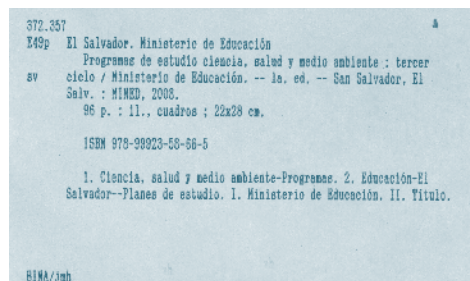 372.357
E49p El Salvador. Ministerio de Educación
Programas de estudio ciencia, salud y medio ambiente : tercer
sv ciclo / Ministerio de Educación. -- 1a. ed. -- San Salvador, El
Salv. : MINED, 2008.
96 p. : il., cuadros ; 22x28 cm.
ISBN 978-99923-58-66-5
1. Ciencia, salud y medio ambiente-Programas. 2. Educación-El
Salvador--Planes de estudio. I. Ministerio de Educación. II. Título.
BINA/jmh